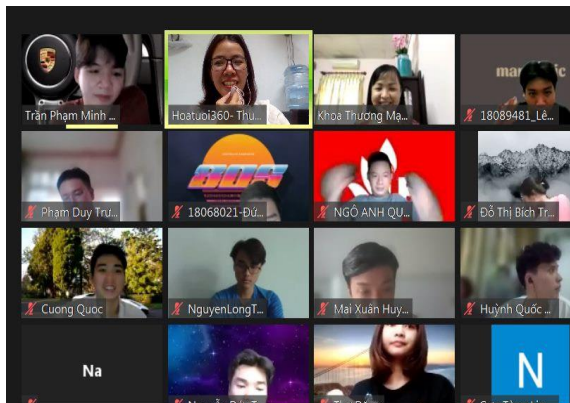 Trần Phạm Minh ...
Hoatuoi360- Thu...
Khoa Thương Mạ...
18089481_Lê...
Phạm Duy Trư...
80s
18068021-Đứ...
NGÔ ANH QU...
Đỗ Thị Bích Tr...
Cuong Quoc
NguyenLongT...
Mai Xuân Huy...
Huỳnh Quốc ...
Na
N